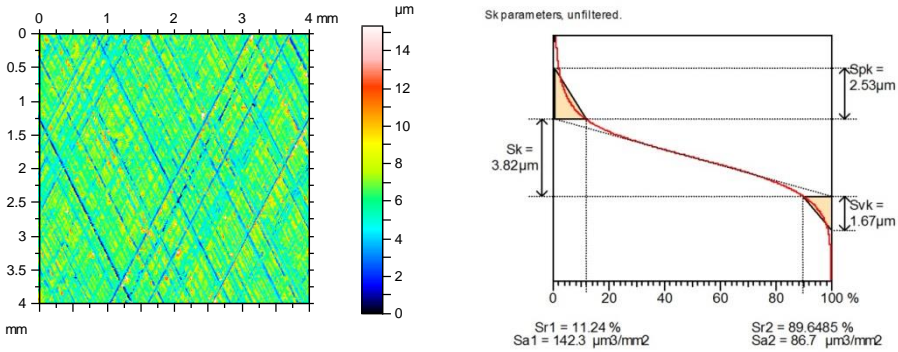 0 1 2 3 4 mm
0
0.5
1
1.5
2
2.5
3
3.5
4
mm
µm
14
12
10
8
6
4
2
0
Sk parameters, unfiltered.
Spk =
2.53µm
Sk =
3.82µm
Svk =
1.67µm
0 20 40 60 80 100 %
Sr1 = 11.24 %
Sa1 = 142.3 µm3/mm2
Sr2 = 89.6485 %
Sa2 = 86.7 µm3/mm2